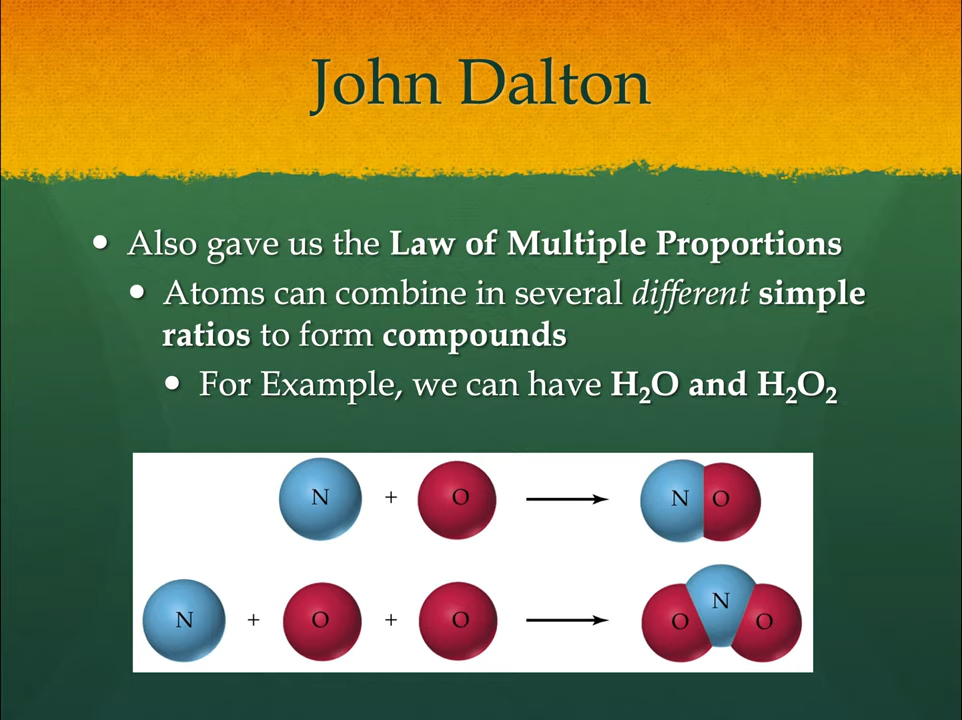 John Dalton
• Also gave us the Law of Multiple Proportions
• Atoms can combine in several different simple
ratios to form compounds
• For Example, we can have H₂O and H₂O₂
N + O → N O
N + O + O → O N O